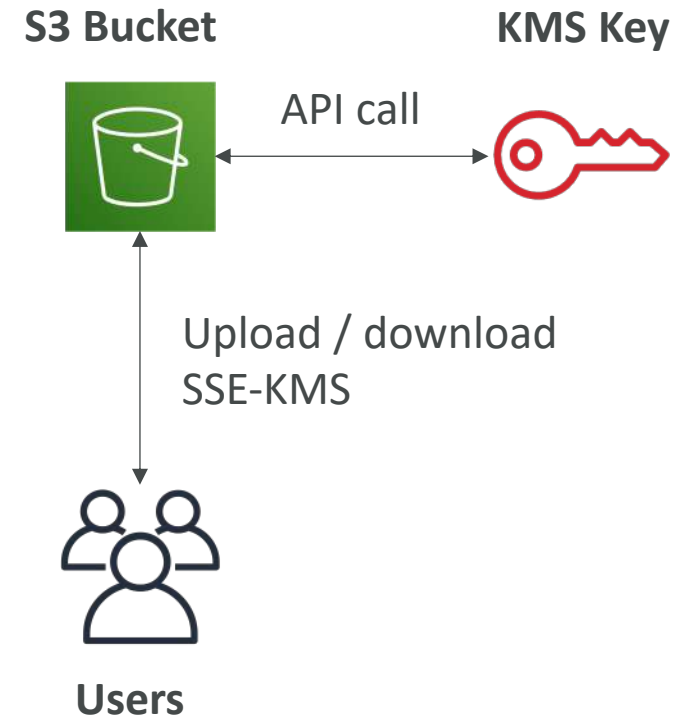 S3 Bucket
KMS Key
API call
Upload / download
SSE-KMS
Users